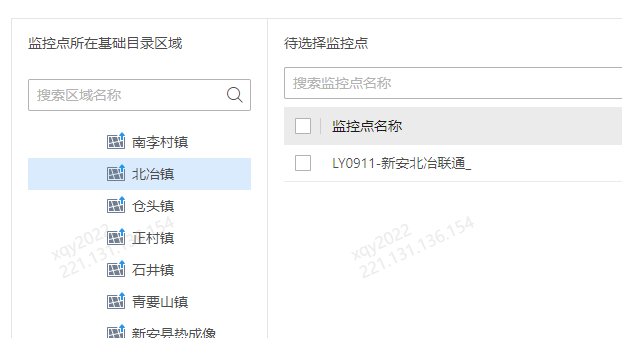 监控点所在基础目录区域
搜索区域名称
南李村镇
北冶镇
仓头镇
正村镇
石井镇
青要山镇
新安县热成像
待选择监控点
搜索监控点名称
监控点名称
LY0911-新安北冶联通_
xqy2022
221.131.136.154
xqy2022
221.131.136.154